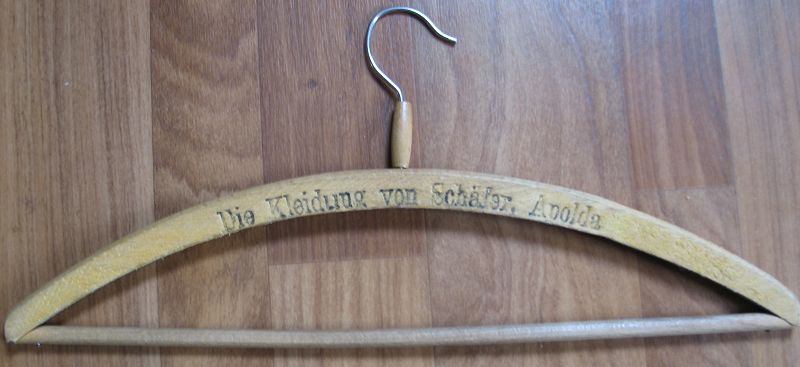 Die Kleidung von Schäfer, Apolda